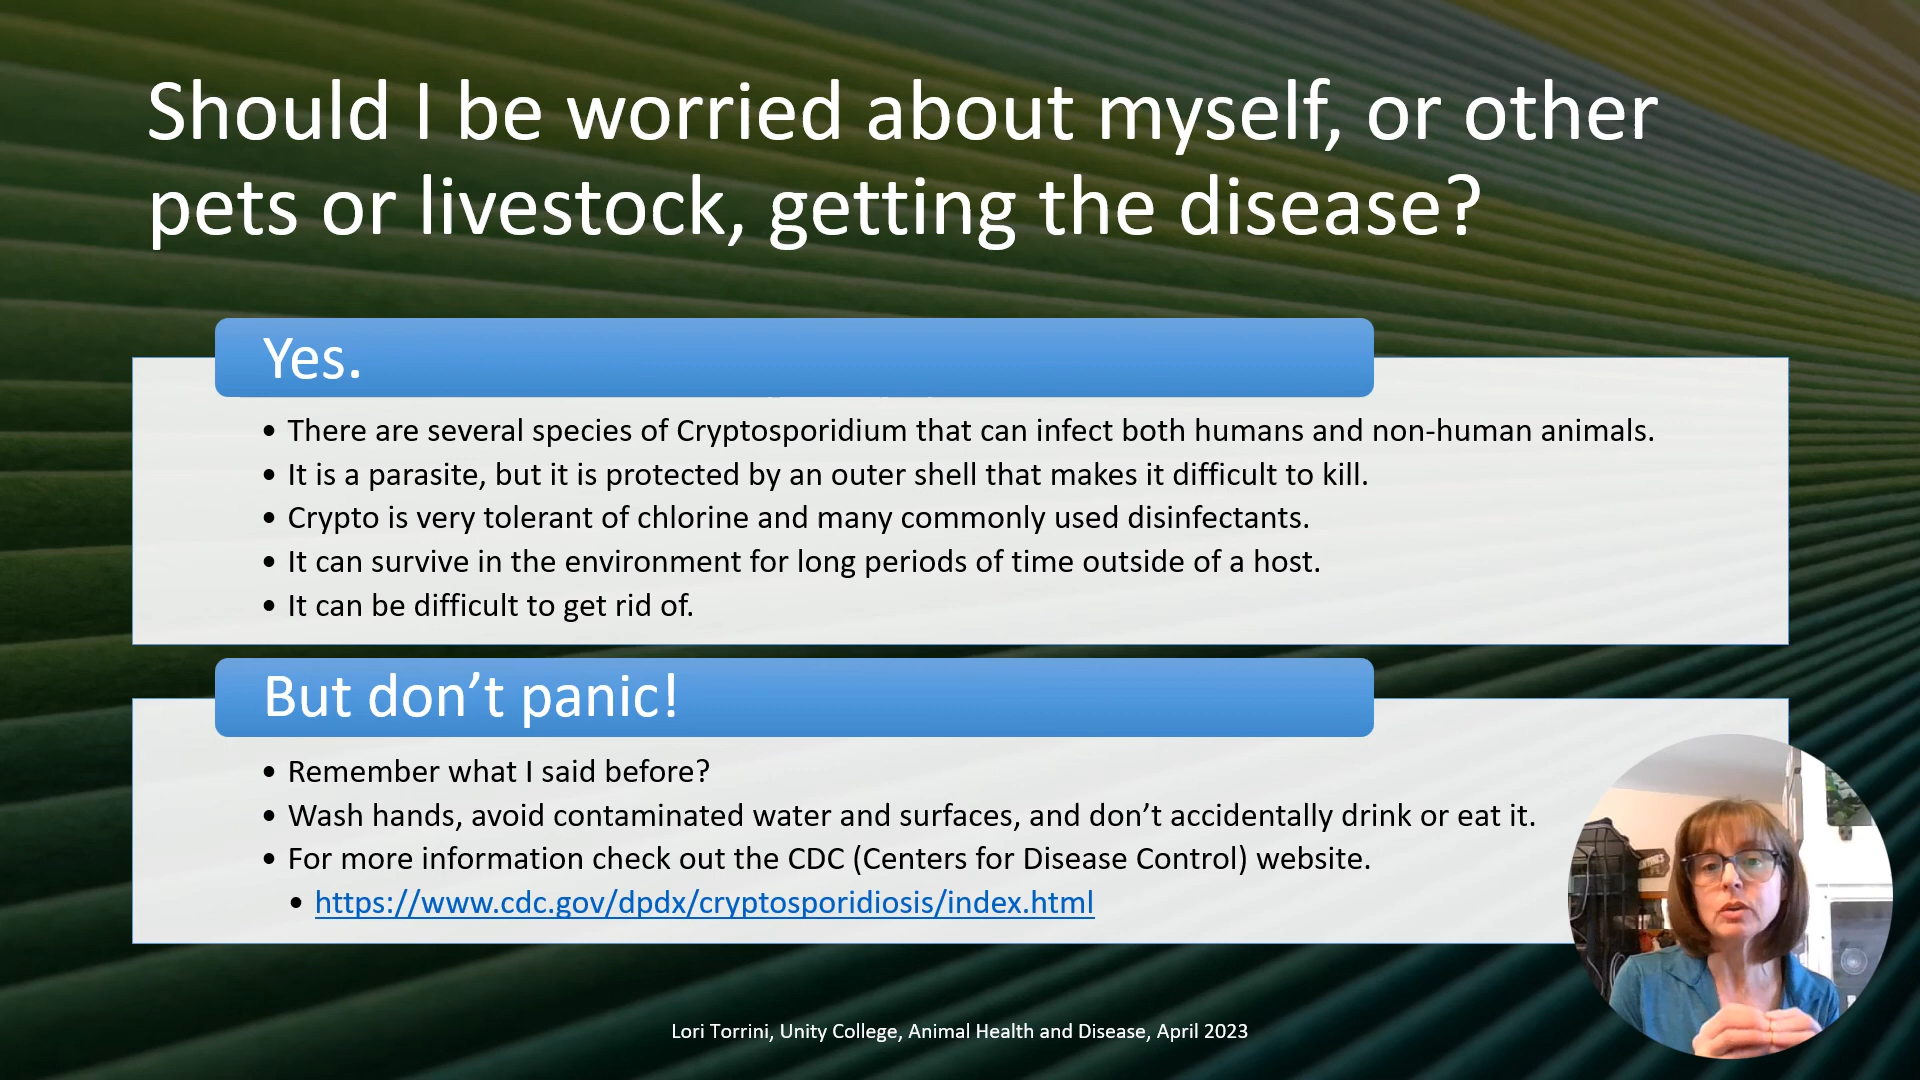 Should I be worried about myself, or other
pets or livestock, getting the disease?
Yes.
• There are several species of Cryptosporidium that can infect both humans and non-human animals.
• It is a parasite, but it is protected by an outer shell that makes it difficult to kill.
• Crypto is very tolerant of chlorine and many commonly used disinfectants.
• It can survive in the environment for long periods of time outside of a host.
• It can be difficult to get rid of.
But don’t panic!
• Remember what I said before?
• Wash hands, avoid contaminated water and surfaces, and don’t accidentally drink or eat it.
• For more information check out the CDC (Centers for Disease Control) website.
• https://www.cdc.gov/dpdx/cryptosporidiosis/index.html
Lori Torrini, Unity College, Animal Health and Disease, April 2023